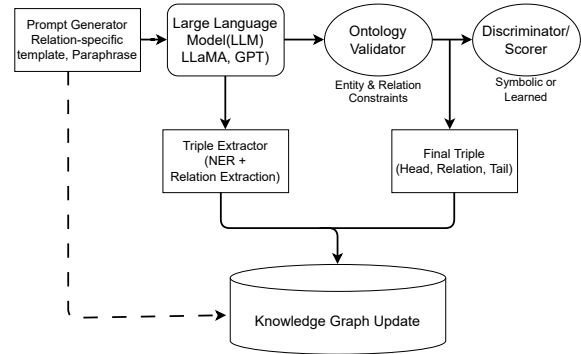 Prompt Generator
Relation-specific
template, Paraphrase
Large Language
Model(LLM)
LLaMA, GPT)
Ontology
Validator
Entity & Relation
Constraints
Discriminator/
Scorer
Symbolic or
Learned
Triple Extractor
(NER +
Relation Extraction)
Final Triple
(Head, Relation, Tail)
Knowledge Graph Update